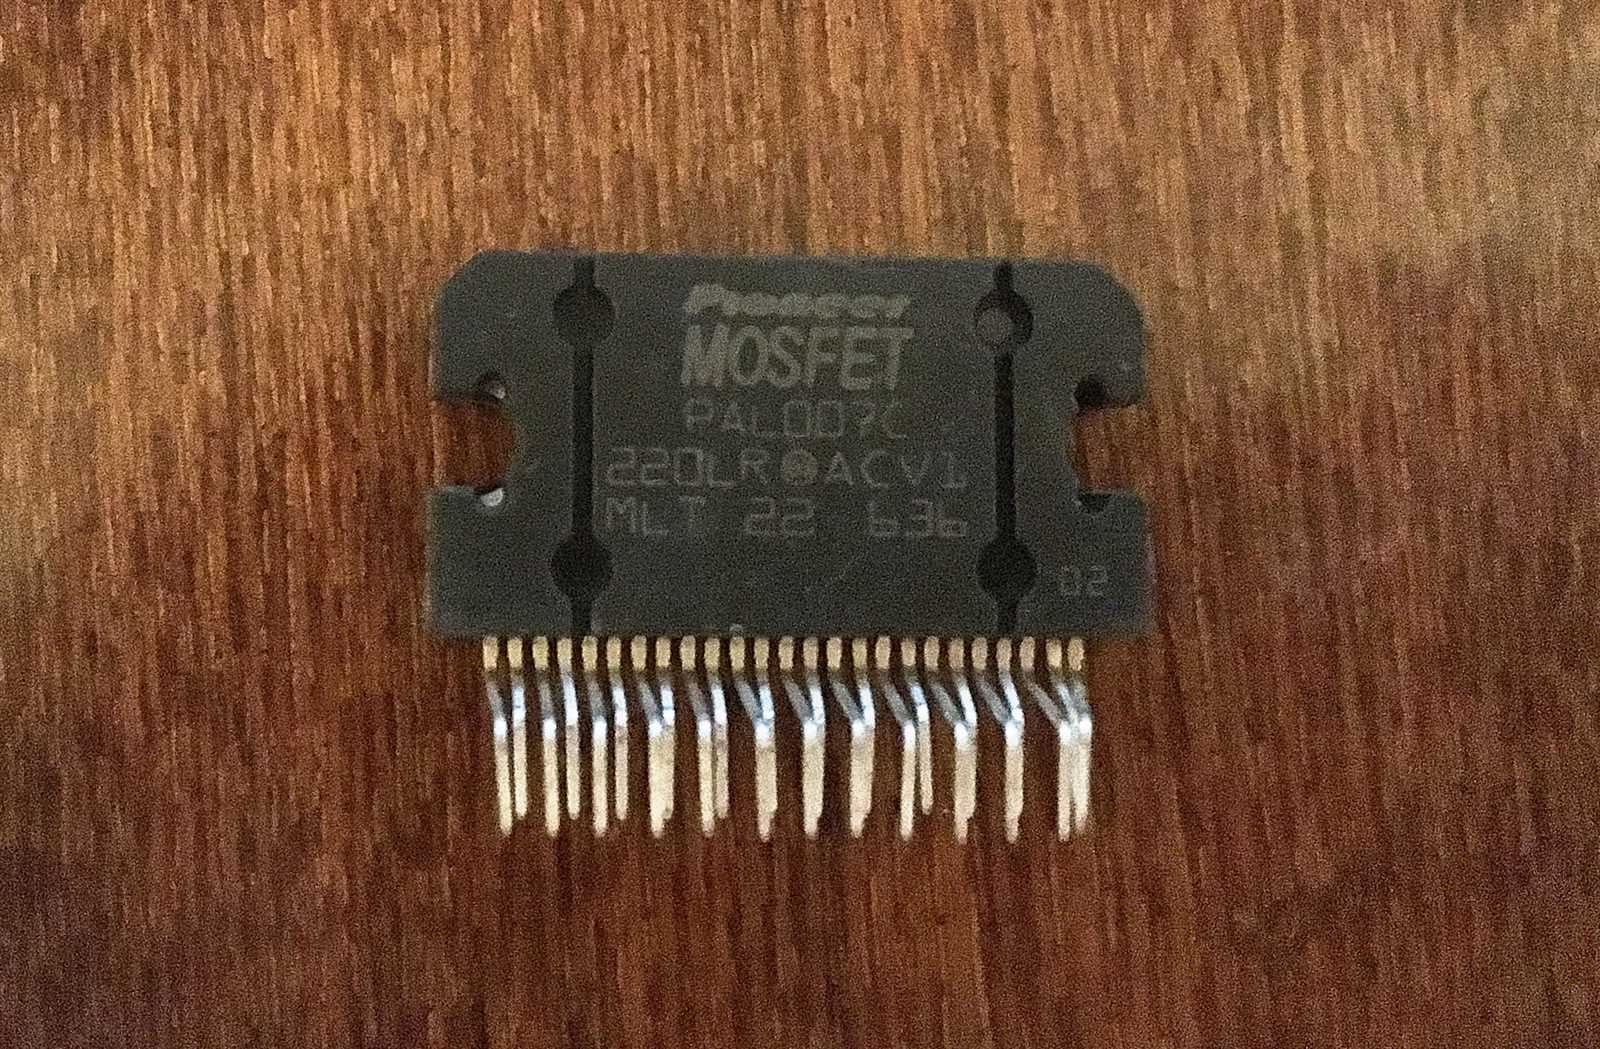 Pioneer
MOSFET
PAL007C
220LR ACV1
MLT 22 636
02